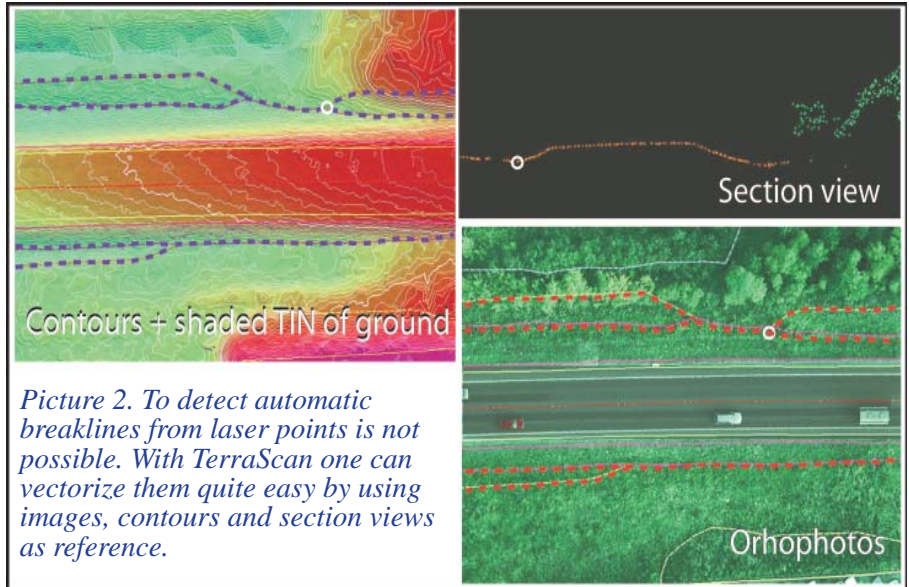 Contours + shaded TIN of ground
Section view
Picture 2. To detect automatic
breaklines from laser points is not
possible. With TerraScan one can
vectorize them quite easy by using
images, contours and section views
as reference.
Orhophotos